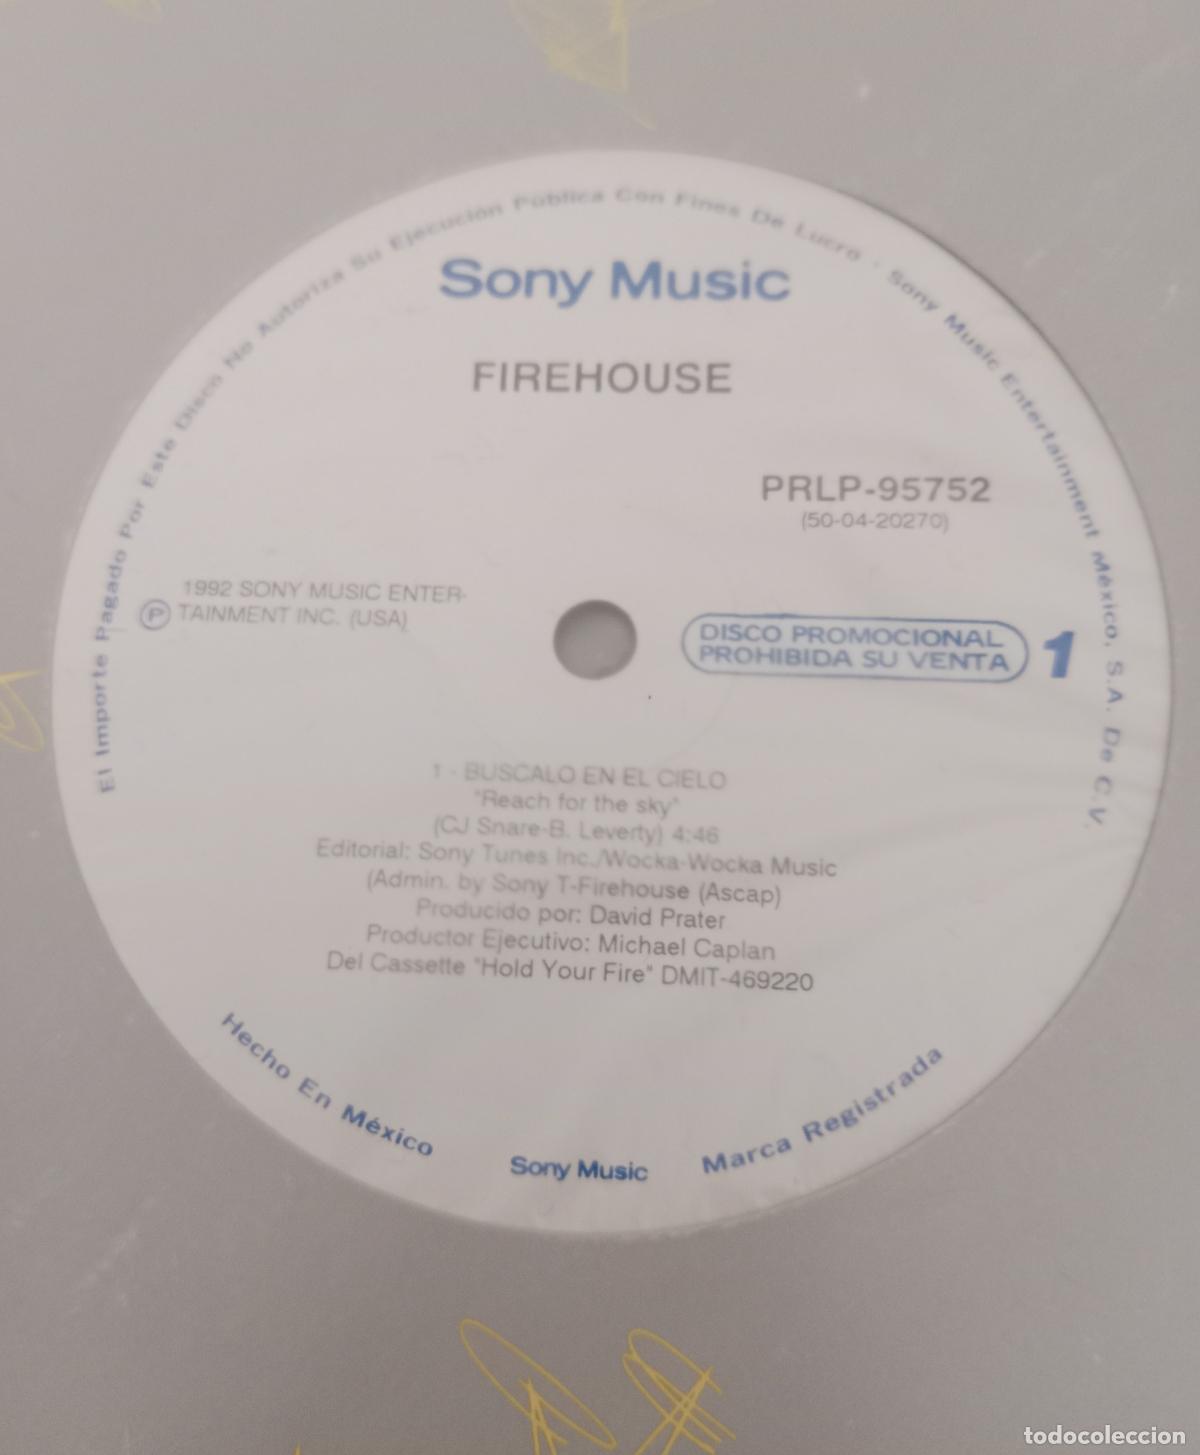 El Importe Pagado Por Este Disco No Autoriza Su Ejecución Pública Con Fines De Lucro · Sony Music Entertainment México, S.A. De C.V.
Sony Music
FIREHOUSE
PRLP-95752
(50-04-20270)
1992 SONY MUSIC ENTER-
Ⓟ TAINMENT INC. (USA)
DISCO PROMOCIONAL
PROHIBIDA SU VENTA
1
1 - BUSCALO EN EL CIELO
"Reach for the sky"
(CJ Snare-B. Leverty) 4:46
Editorial: Sony Tunes Inc./Wocka-Wocka Music
(Admin. by Sony T-Firehouse (Ascap)
Producido por: David Prater
Productor Ejecutivo: Michael Caplan
Del Cassette "Hold Your Fire" DMIT-469220
Hecho En México
Sony Music
Marca Registrada
todocoleccion